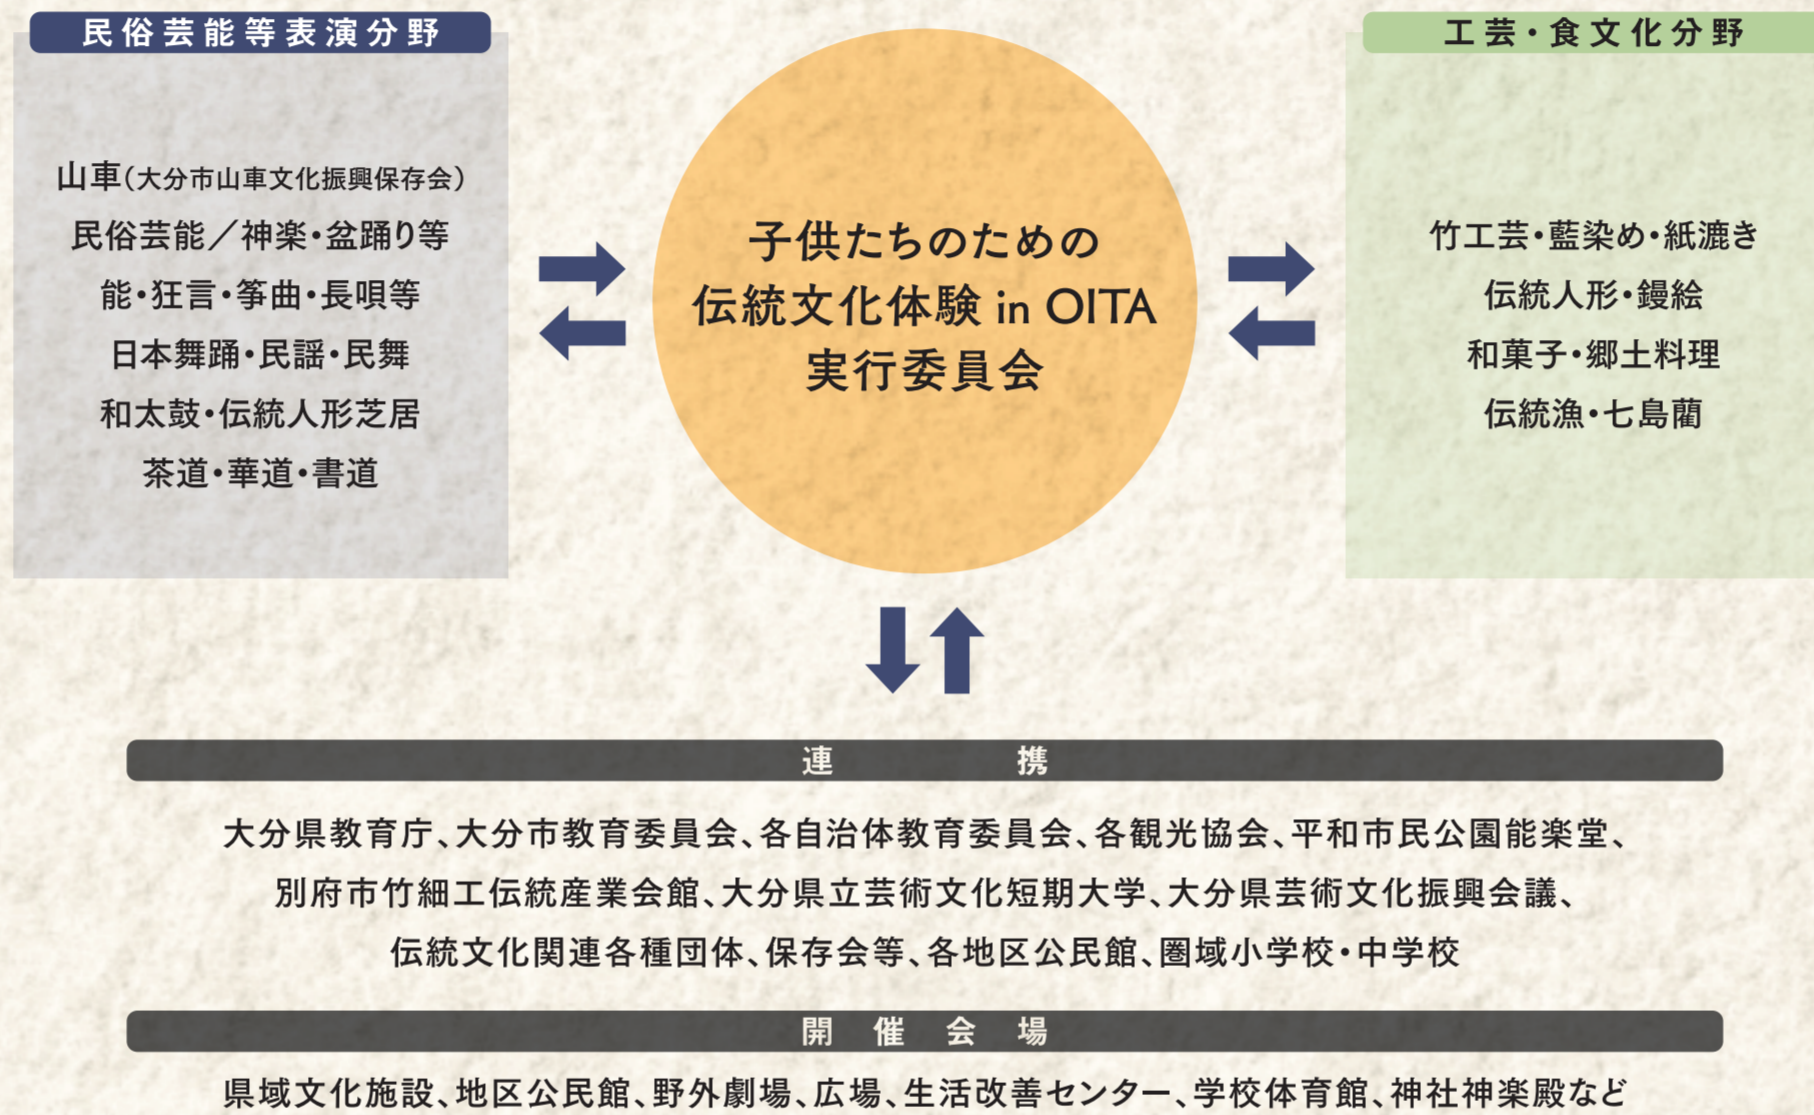 民俗芸能等表演分野
山車（大分市山車文化振興保存会）
民俗芸能／神楽・盆踊り等
能・狂言・筝曲・長唄等
日本舞踊・民謡・民舞
和太鼓・伝統人形芝居
茶道・華道・書道
子供たちのための
伝統文化体験 in OITA
実行委員会
工芸・食文化分野
竹工芸・藍染め・紙漉き
伝統人形・鏝絵
和菓子・郷土料理
伝統漁・七島藺
連携
大分県教育庁、大分市教育委員会、各自治体教育委員会、各観光協会、平和市民公園能楽堂、
別府市竹細工伝統産業会館、大分県立芸術文化短期大学、大分県芸術文化振興会議、
伝統文化関連各種団体、保存会等、各地区公民館、圏域小学校・中学校
開催会場
県域文化施設、地区公民館、野外劇場、広場、生活改善センター、学校体育館、神社神楽殿など